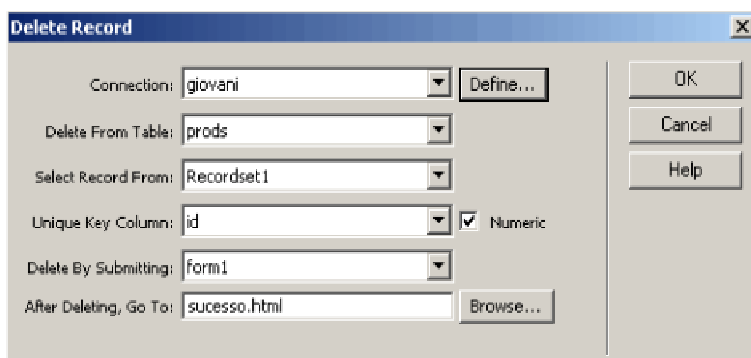 Delete Record
Connection: giovani Define... OK
Delete From Table: prods Cancel
Select Record From: Recordset1 Help
Unique Key Column: id Numeric
Delete By Submitting: form1
After Deleting, Go To: sucesso.html Browse...